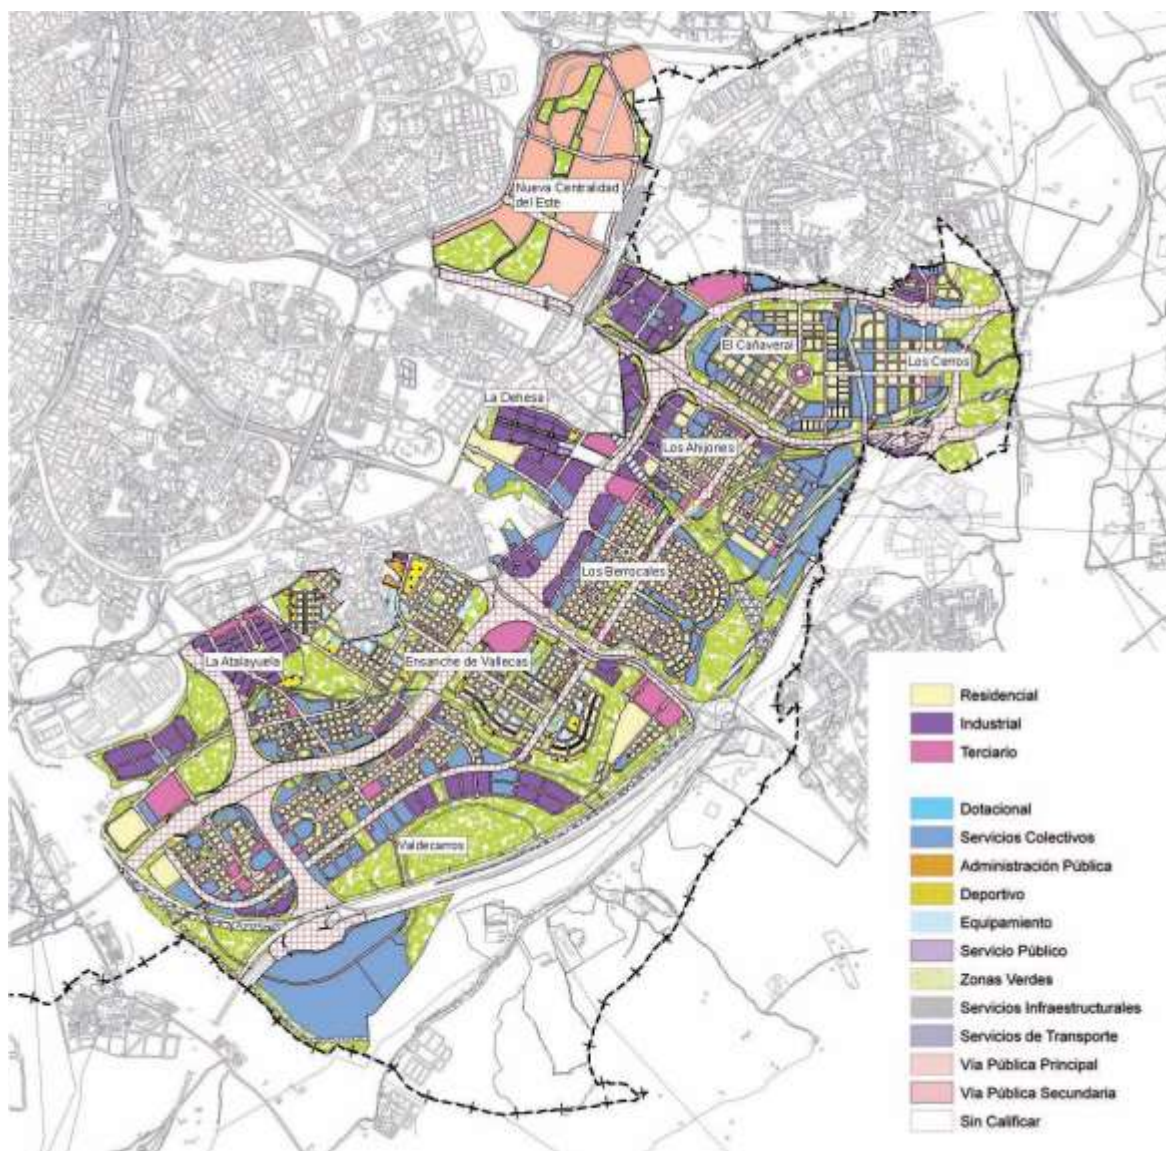 Nueva Centralidad
del Este
El Cañaveral
Los Cerros
La Dehesa
Los Ahijones
Los Berrocales
La Atalayuela
Ensanche de Vallecas
Valdecarros
Residencial
Industrial
Terciario
Dotacional
Servicios Colectivos
Administración Pública
Deportivo
Equipamiento
Servicio Público
Zonas Verdes
Servicios Infraestructurales
Servicios de Transporte
Vía Pública Principal
Vía Pública Secundaria
Sin Calificar